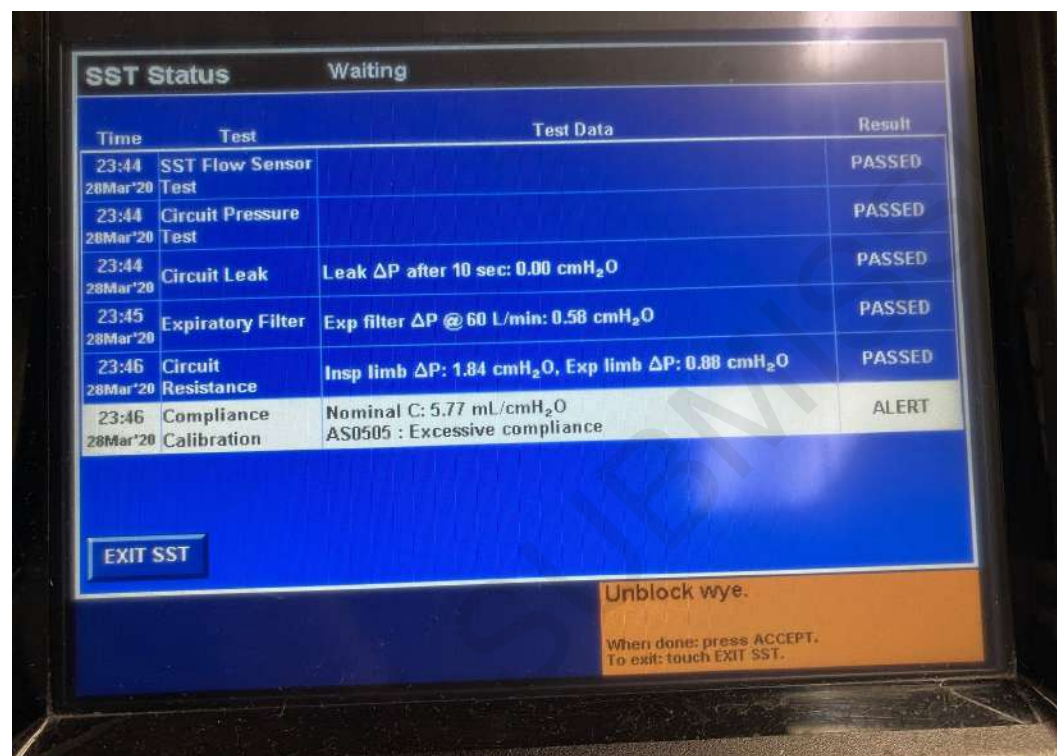 SST Status Waiting
Time Test Test Data Result
23:44 SST Flow Sensor PASSED
28Mar'20 Test
23:44 Circuit Pressure PASSED
28Mar'20 Test
23:44 Circuit Leak Leak ΔP after 10 sec: 0.00 cmH₂O PASSED
28Mar'20
23:45 Expiratory Filter Exp filter ΔP @ 60 L/min: 0.58 cmH₂O PASSED
28Mar'20
23:46 Circuit Insp limb ΔP: 1.84 cmH₂O, Exp limb ΔP: 0.88 cmH₂O PASSED
28Mar'20 Resistance
23:46 Compliance Nominal C: 5.77 mL/cmH₂O ALERT
28Mar'20 Calibration AS0505 : Excessive compliance
EXIT SST
Unblock wye.
When done: press ACCEPT.
To exit: touch EXIT SST.